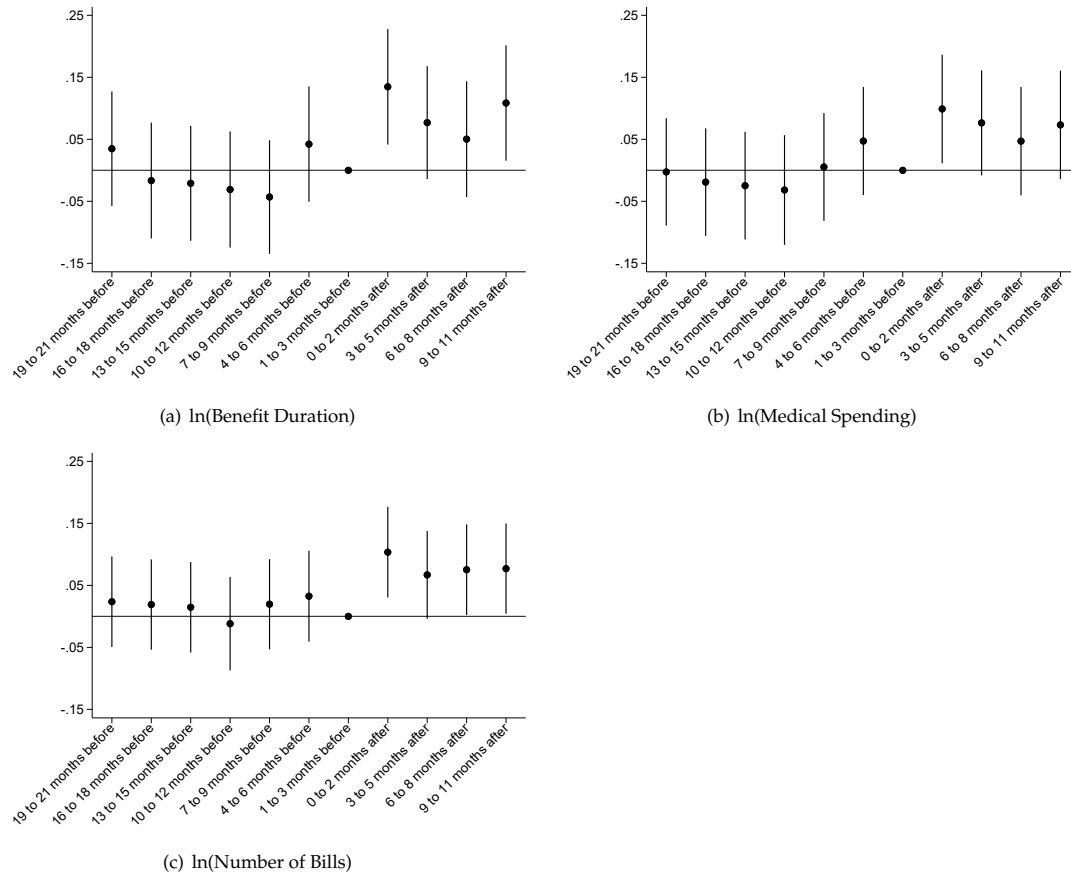 .25
.15
.05
-.05
-.15
19 to 21 months before
16 to 18 months before
13 to 15 months before
10 to 12 months before
7 to 9 months before
4 to 6 months before
1 to 3 months before
0 to 2 months after
3 to 5 months after
6 to 8 months after
9 to 11 months after
(a) ln(Benefit Duration)
.25
.15
.05
-.05
-.15
19 to 21 months before
16 to 18 months before
13 to 15 months before
10 to 12 months before
7 to 9 months before
4 to 6 months before
1 to 3 months before
0 to 2 months after
3 to 5 months after
6 to 8 months after
9 to 11 months after
(b) ln(Medical Spending)
.25
.15
.05
-.05
-.15
19 to 21 months before
16 to 18 months before
13 to 15 months before
10 to 12 months before
7 to 9 months before
4 to 6 months before
1 to 3 months before
0 to 2 months after
3 to 5 months after
6 to 8 months after
9 to 11 months after
(c) ln(Number of Bills)